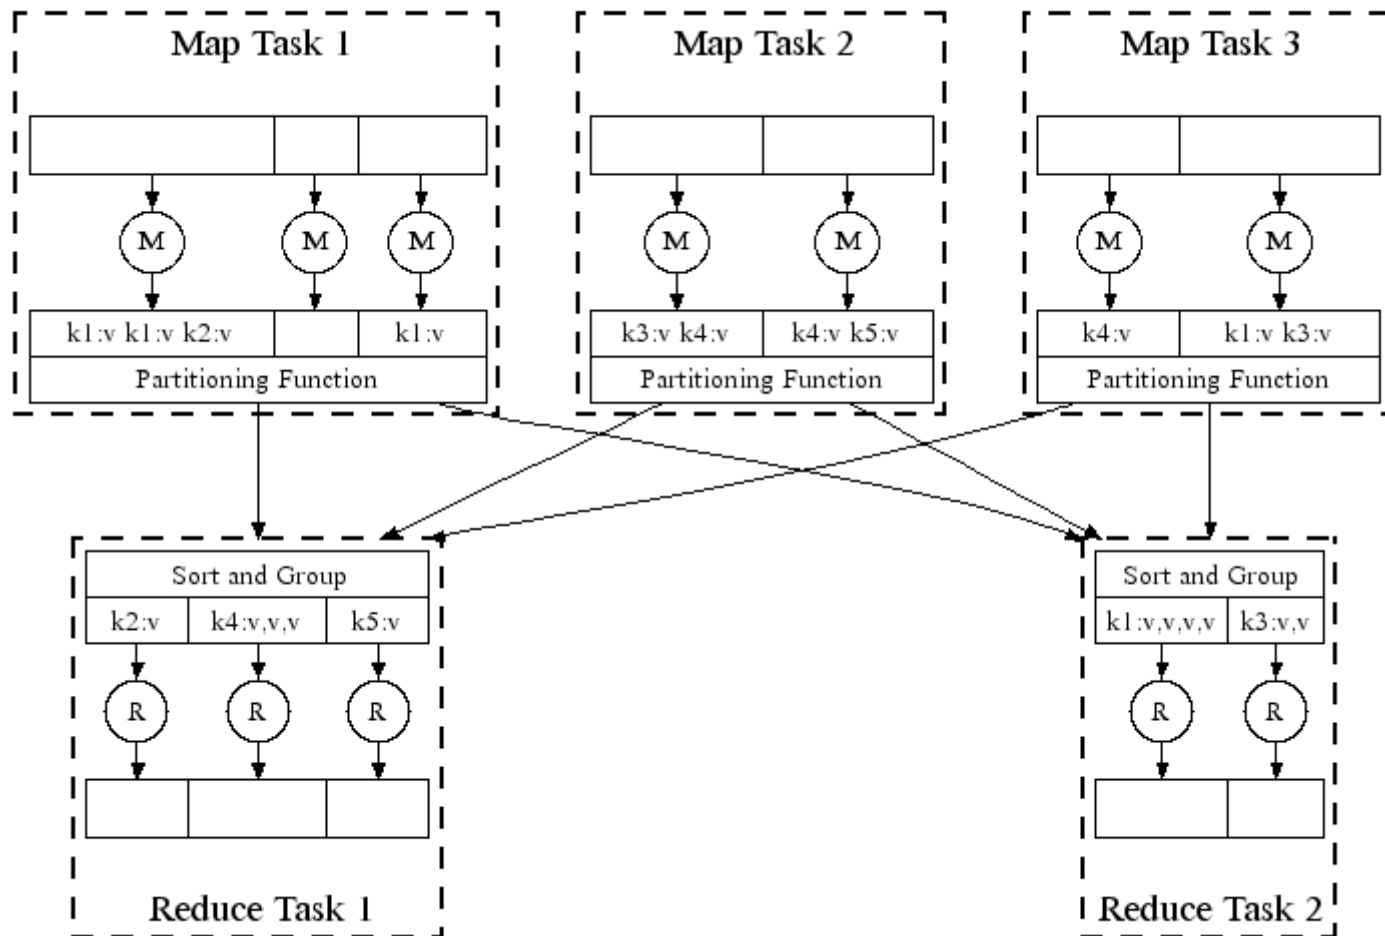 Map Task 1
Map Task 2
Map Task 3
M
M
M
M
M
M
M
k1:v k1:v k2:v
k1:v
k3:v k4:v
k4:v k5:v
k4:v
k1:v k3:v
Partitioning Function
Partitioning Function
Partitioning Function
Sort and Group
Sort and Group
k2:v
k4:v,v,v
k5:v
k1:v,v,v,v
k3:v,v
R
R
R
R
R
Reduce Task 1
Reduce Task 2